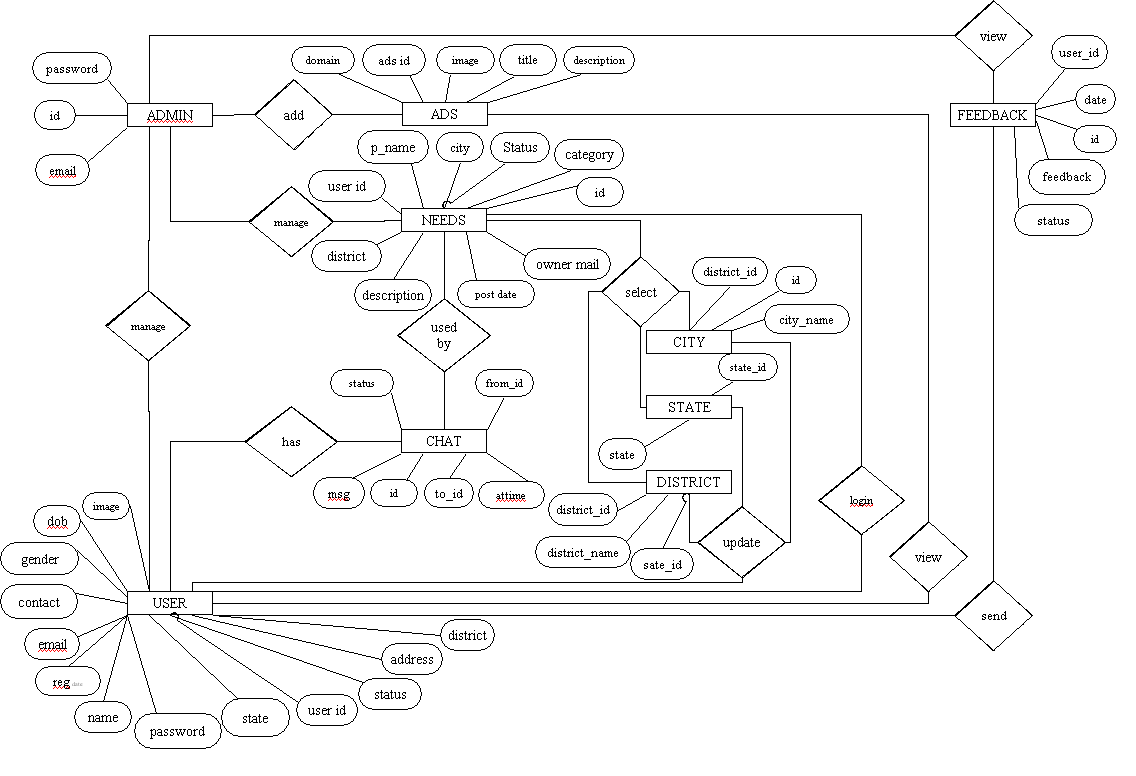 view
user_id
domain
ads id
image
title
description
password
date
id
ADMIN
add
ADS
FEEDBACK
id
p_name
city
Status
category
email
feedback
user id
id
manage
NEEDS
status
district
owner mail
description
post date
select
district_id
id
city_name
manage
used
by
CITY
state_id
status
from_id
STATE
has
CHAT
state
msg
id
to_id
attime
DISTRICT
login
image
dob
district_id
district_name
update
sate_id
view
gender
contact
USER
send
email
district
address
reg date
status
name
password
state
user id